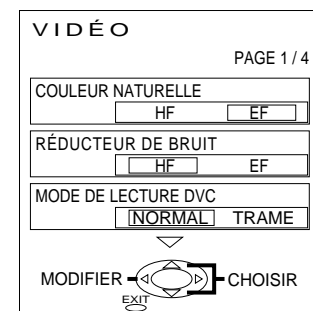 VIDÉO
PAGE 1 / 4
COULEUR NATURELLE
HF EF
RÉDUCTEUR DE BRUIT
HF EF
MODE DE LECTURE DVC
NORMAL TRAME
MODIFIER CHOISIR
EXIT